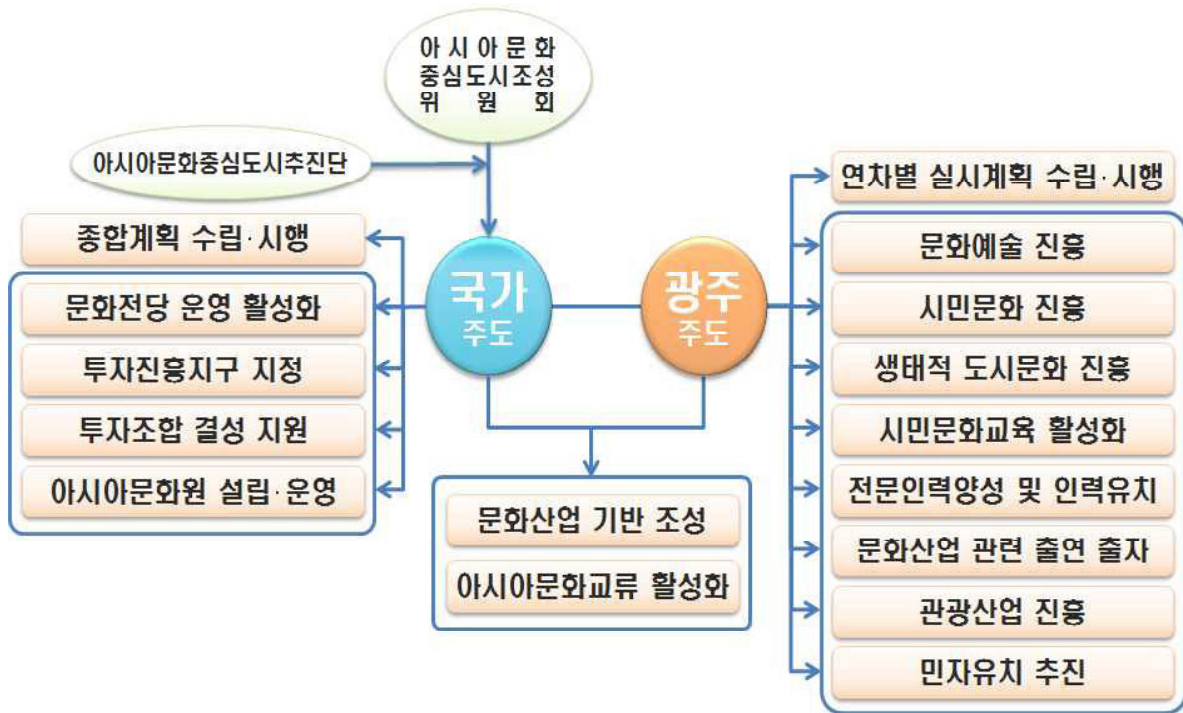 아 시 아 문 화
중심도시조성
위 원 회
아시아문화중심도시추진단
종합계획 수립·시행
문화전당 운영 활성화
투자진흥지구 지정
투자조합 결성 지원
아시아문화원 설립·운영
국가
주도
광주
주도
문화산업 기반 조성
아시아문화교류 활성화
연차별 실시계획 수립·시행
문화예술 진흥
시민문화 진흥
생태적 도시문화 진흥
시민문화교육 활성화
전문인력양성 및 인력유치
문화산업 관련 출연 출자
관광산업 진흥
민자유치 추진